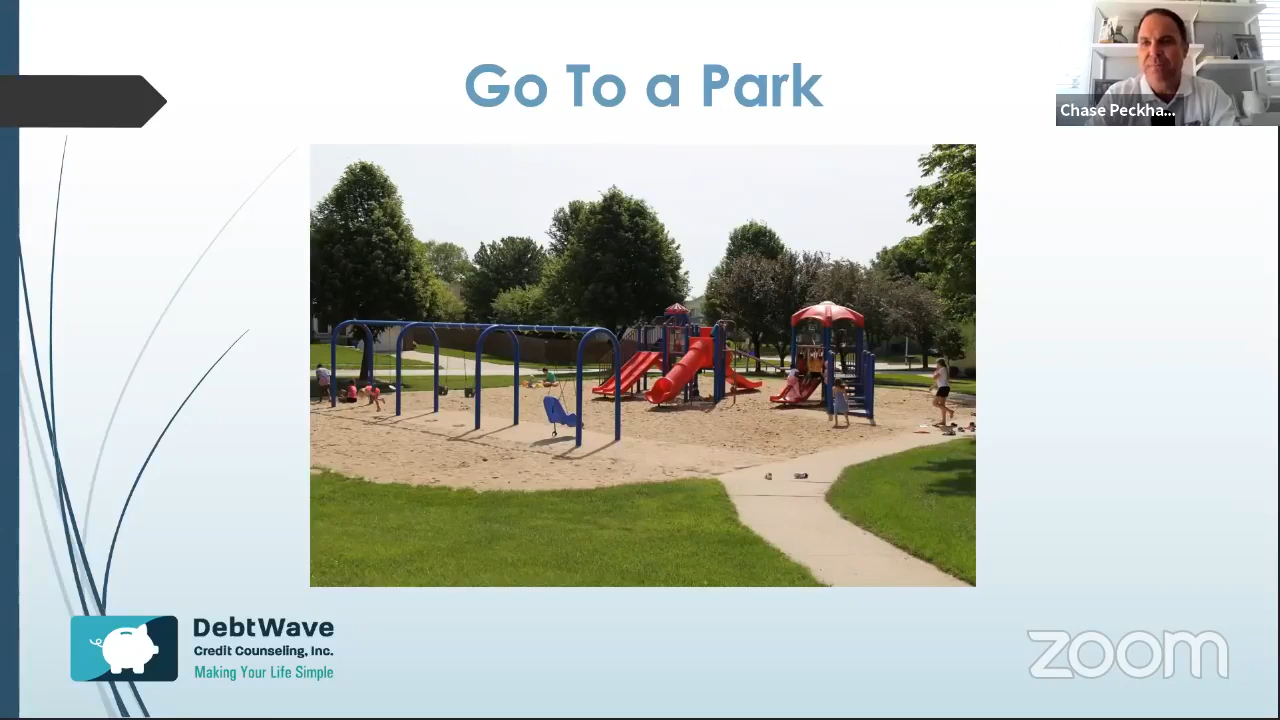 Go To a Park
Chase Peckha...
DebtWave
Credit Counseling, Inc.
Making Your Life Simple
zoom